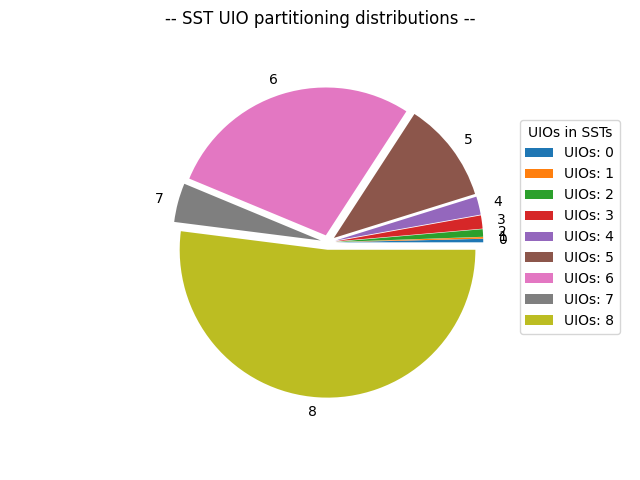 -- SST UIO partitioning distributions --
6
5
7
4
3
2
1
0
8
UIOs in SSTs
UIOs: 0
UIOs: 1
UIOs: 2
UIOs: 3
UIOs: 4
UIOs: 5
UIOs: 6
UIOs: 7
UIOs: 8